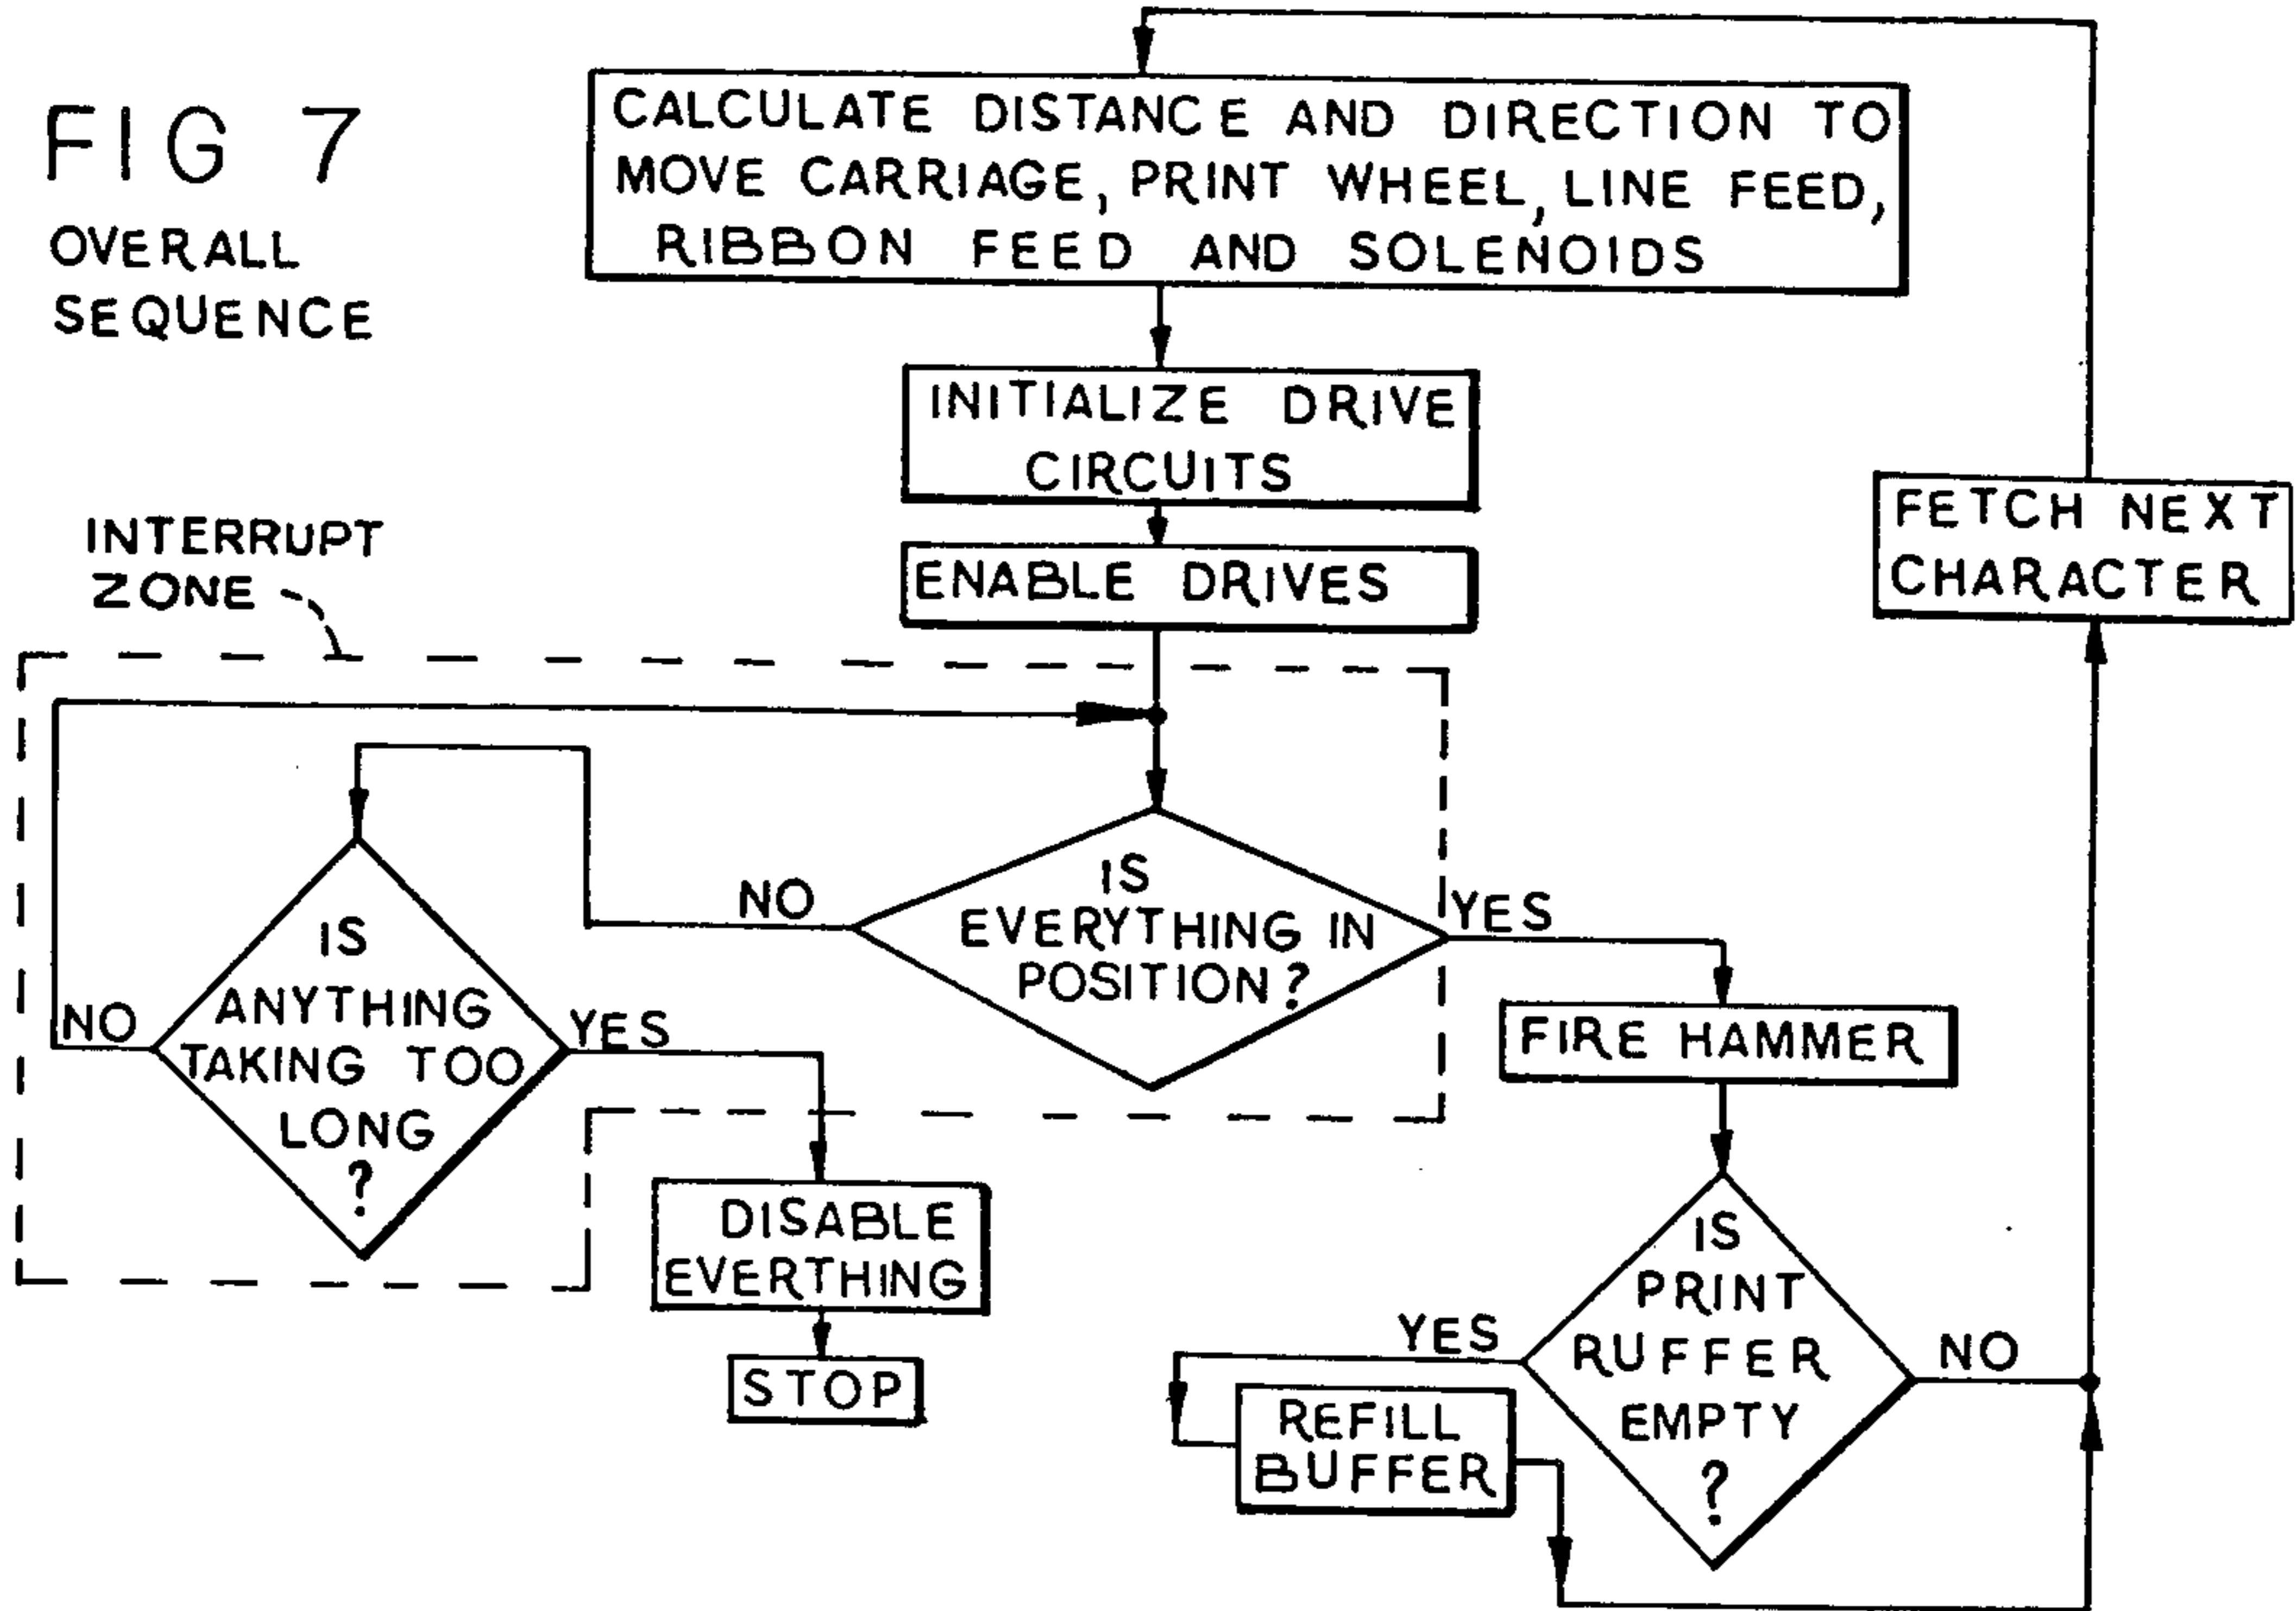 FIG 7
OVERALL
SEQUENCE
CALCULATE DISTANCE AND DIRECTION TO
MOVE CARRIAGE, PRINT WHEEL, LINE FEED,
RIBBON FEED AND SOLENOIDS
INITIALIZE DRIVE
CIRCUITS
ENABLE DRIVES
FETCH NEXT
CHARACTER
INTERRUPT
ZONE
IS
EVERYTHING IN
POSITION?
NO
YES
IS
ANYTHING
TAKING TOO
LONG
?
NO
YES
DISABLE
EVERTHING
STOP
FIRE HAMMER
IS
PRINT
RUFFER
EMPTY
?
YES
NO
REFILL
BUFFER